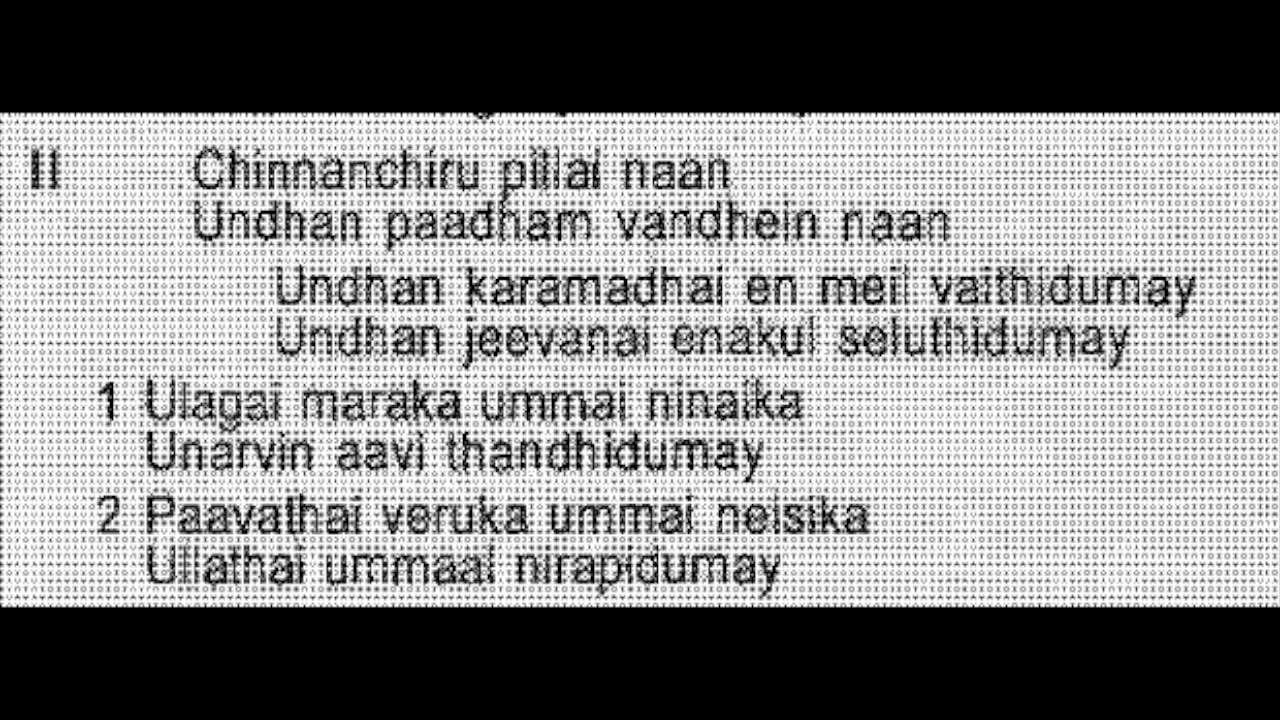 II Chinnanchiru pillai naan
Undhan paadham vandhein naan
Undhan karamadhai en meil vaithidumay
Undhan jeevanai enakul seluthidumay
1 Ulagai maraka ummai ninaika
Unarvin aavi thandhidumay
2 Paavathai veruka ummai neisika
Ullathai ummaal nirapidumay